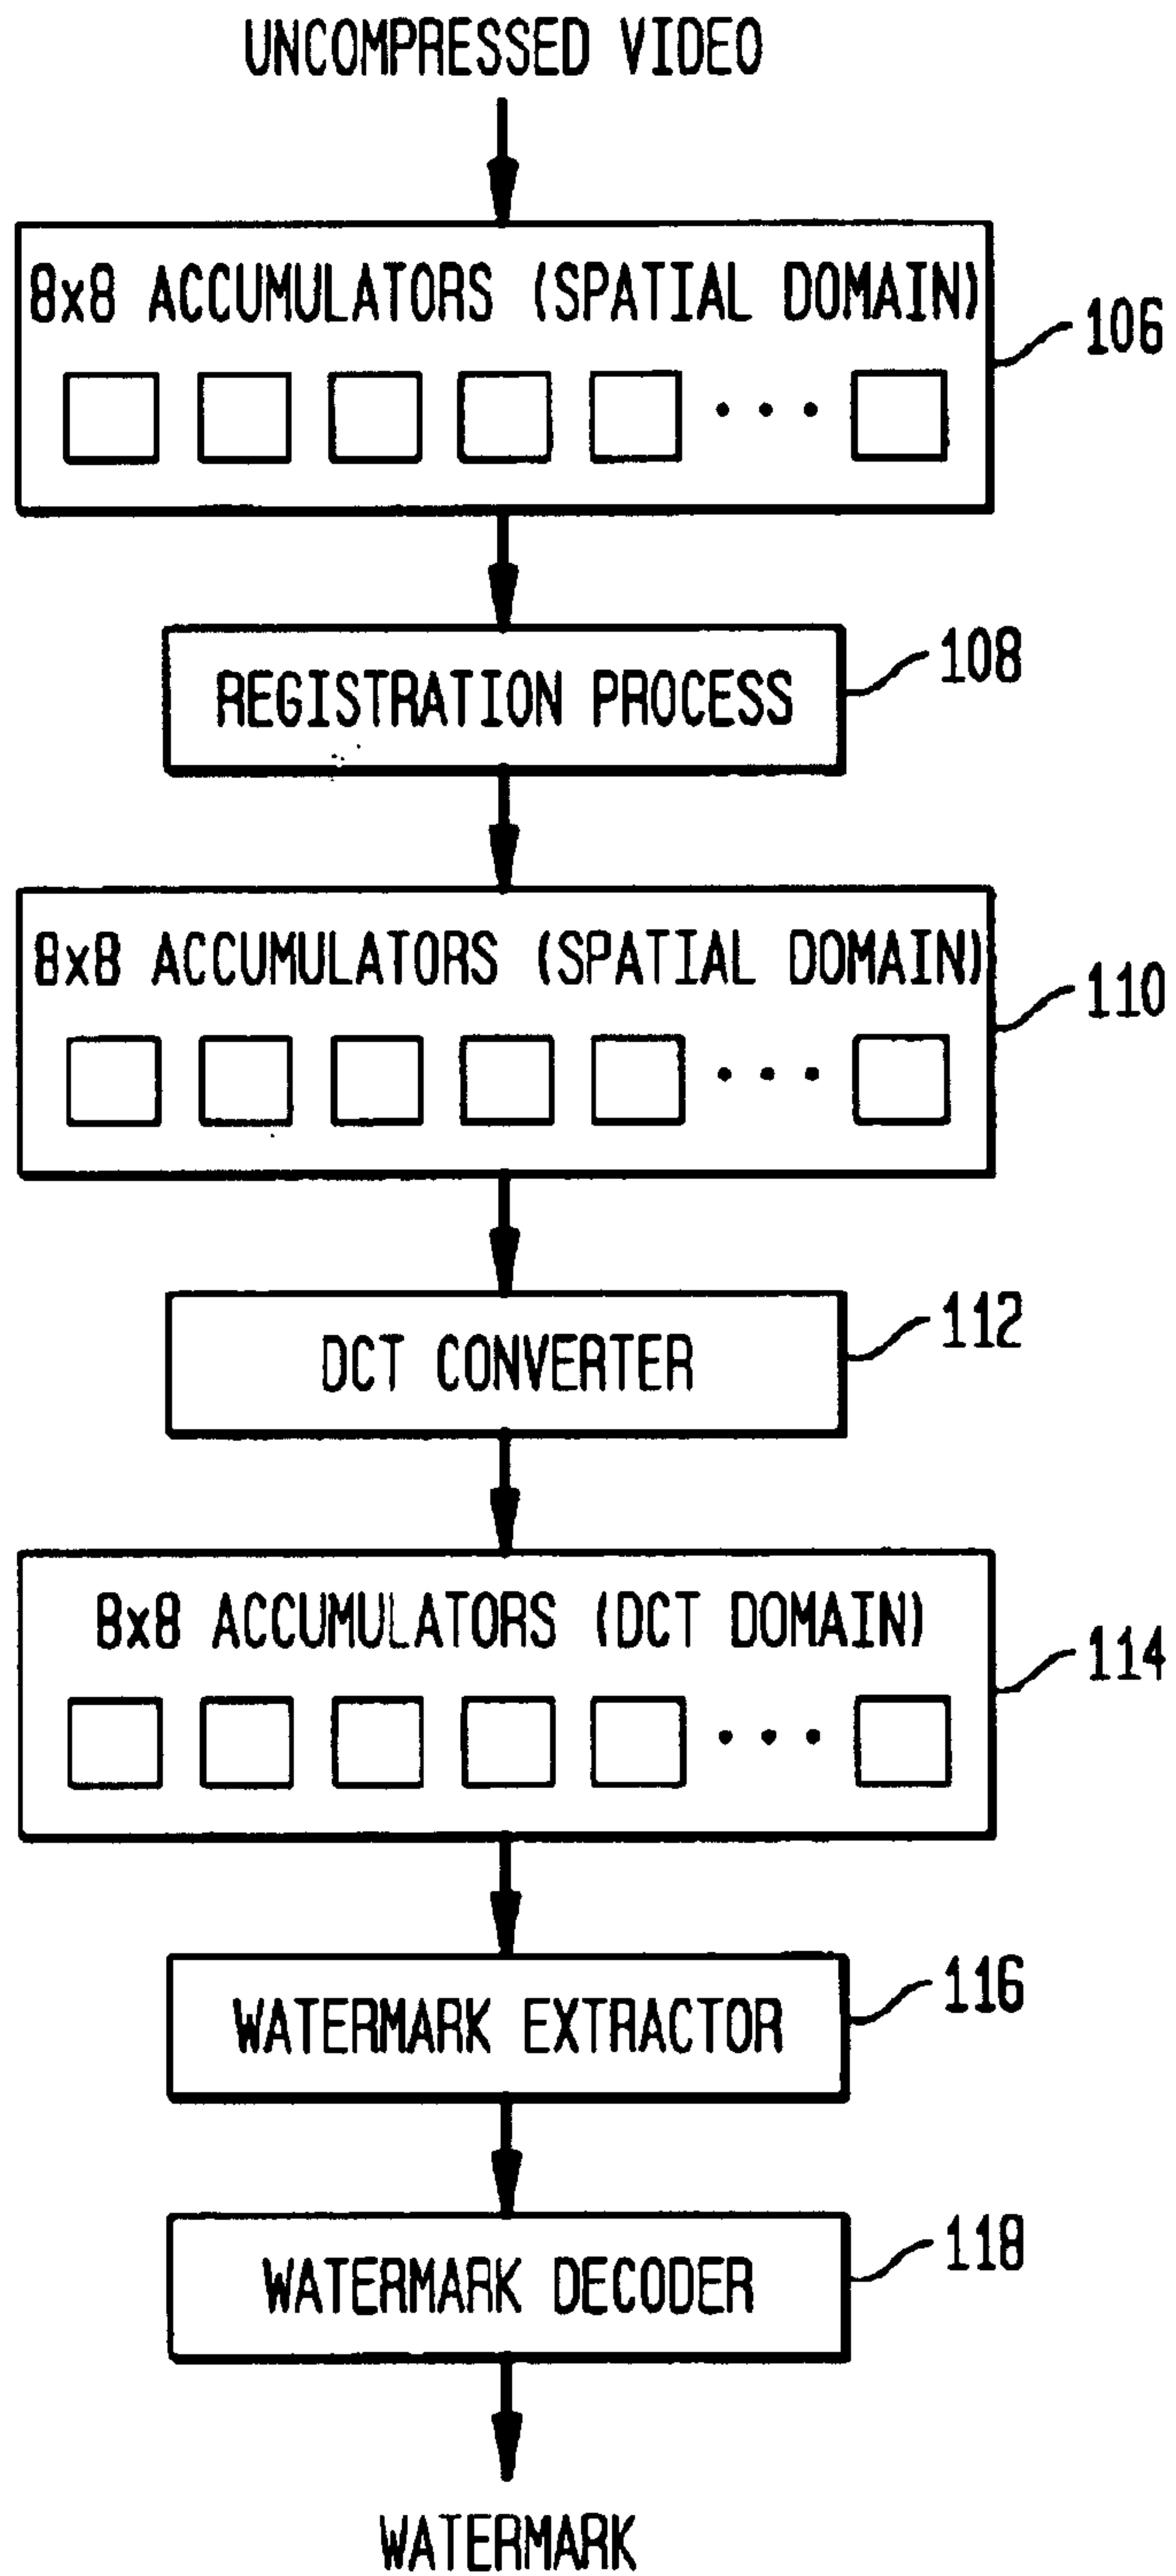 UNCOMPRESSED VIDEO
8x8 ACCUMULATORS (SPATIAL DOMAIN)
106
REGISTRATION PROCESS
108
8x8 ACCUMULATORS (SPATIAL DOMAIN)
110
DCT CONVERTER
112
8x8 ACCUMULATORS (DCT DOMAIN)
114
WATERMARK EXTRACTOR
116
WATERMARK DECODER
118
WATERMARK